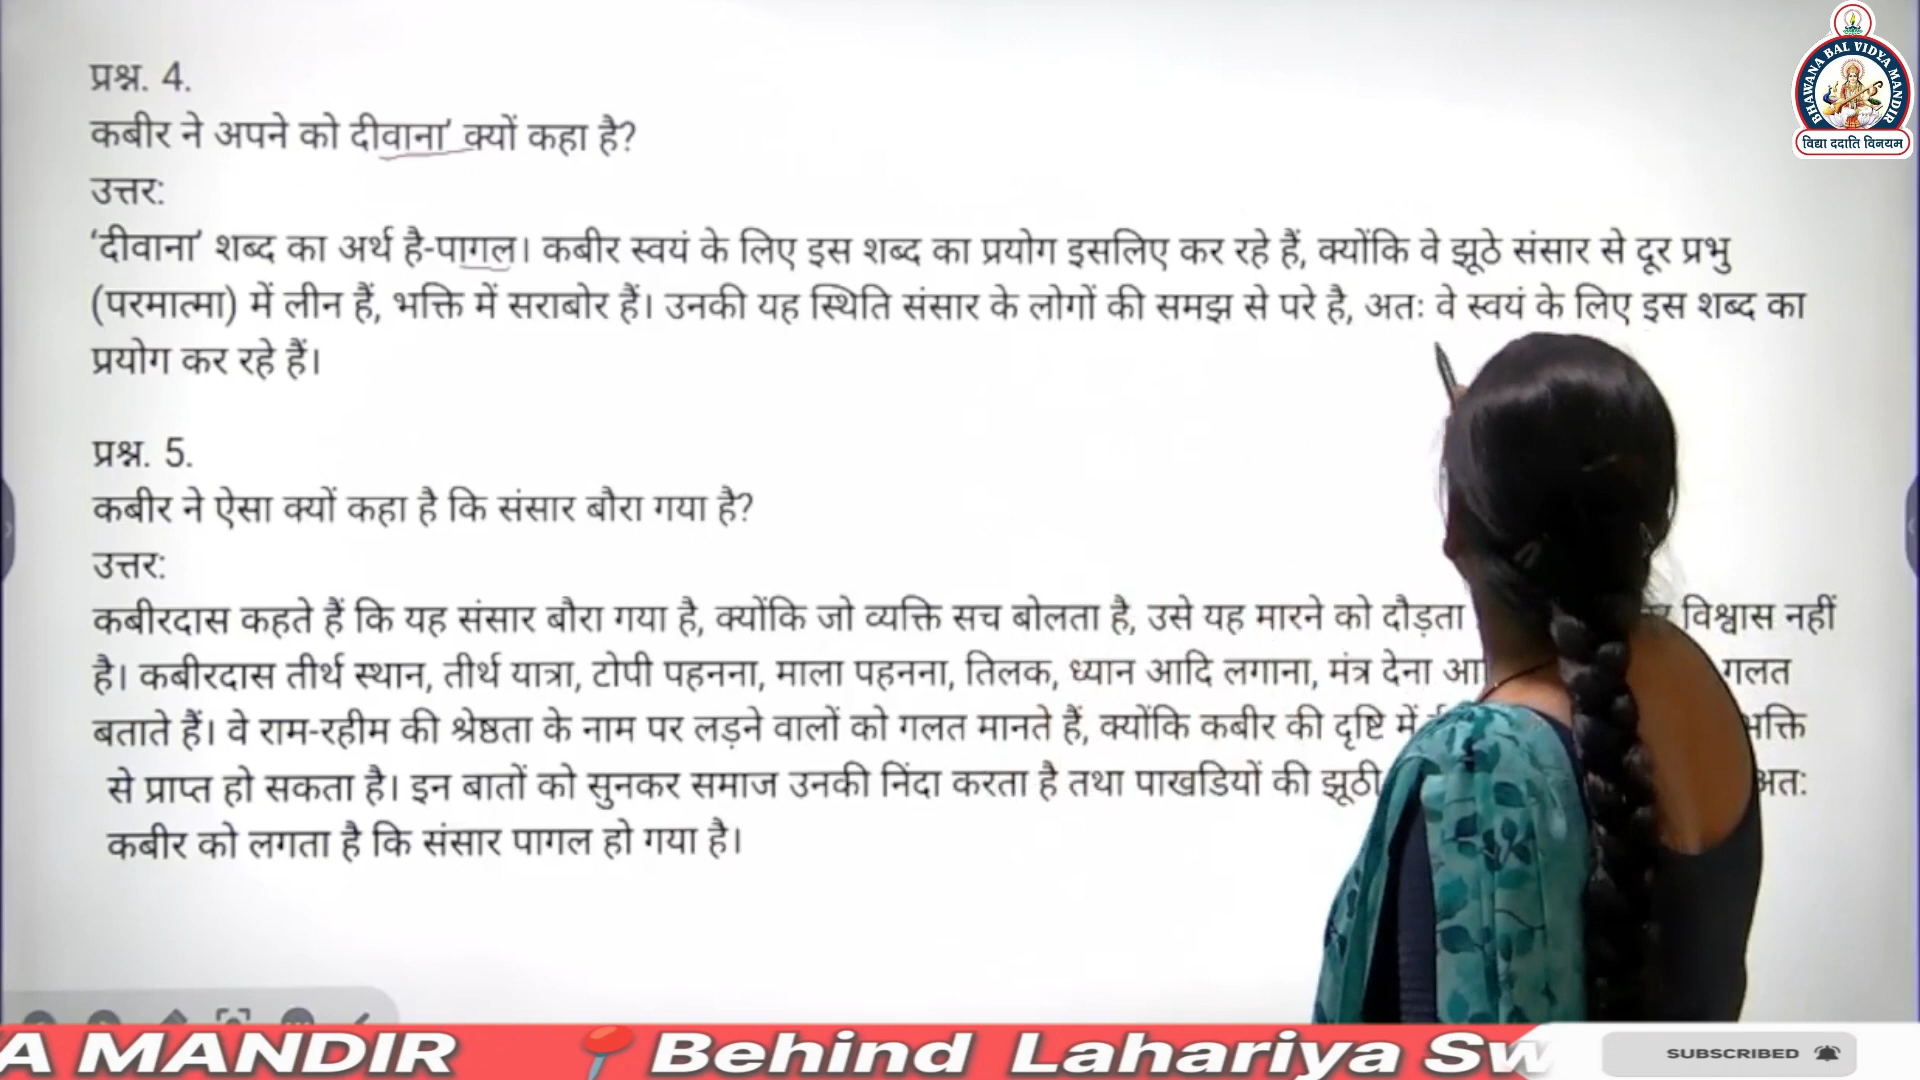 प्रश्न. 4.
कबीर ने अपने को दीवाना' क्यों कहा है?
उत्तर:
'दीवाना' शब्द का अर्थ है-पागल। कबीर स्वयं के लिए इस शब्द का प्रयोग इसलिए कर रहे हैं, क्योंकि वे झूठे संसार से दूर प्रभु
(परमात्मा) में लीन हैं, भक्ति में सराबोर हैं। उनकी यह स्थिति संसार के लोगों की समझ से परे है, अतः वे स्वयं के लिए इस शब्द का
प्रयोग कर रहे हैं।
प्रश्न. 5.
कबीर ने ऐसा क्यों कहा है कि संसार बौरा गया है?
उत्तर:
कबीरदास कहते हैं कि यह संसार बौरा गया है, क्योंकि जो व्यक्ति सच बोलता है, उसे यह मारने को दौड़ता विश्वास नहीं
है। कबीरदास तीर्थ स्थान, तीर्थ यात्रा, टोपी पहनना, माला पहनना, तिलक, ध्यान आदि लगाना, मंत्र देना गलत
बताते हैं। वे राम-रहीम की श्रेष्ठता के नाम पर लड़ने वालों को गलत मानते हैं, क्योंकि कबीर की दृष्टि में
से प्राप्त हो सकता है। इन बातों को सुनकर समाज उनकी निंदा करता है तथा पाखडियों की झूठी अतः
कबीर को लगता है कि संसार पागल हो गया है।
BHAWANA BAL VIDYA MANDIR
विद्या ददाति विनयम
A MANDIR Behind Lahariya Sw
SUBSCRIBED